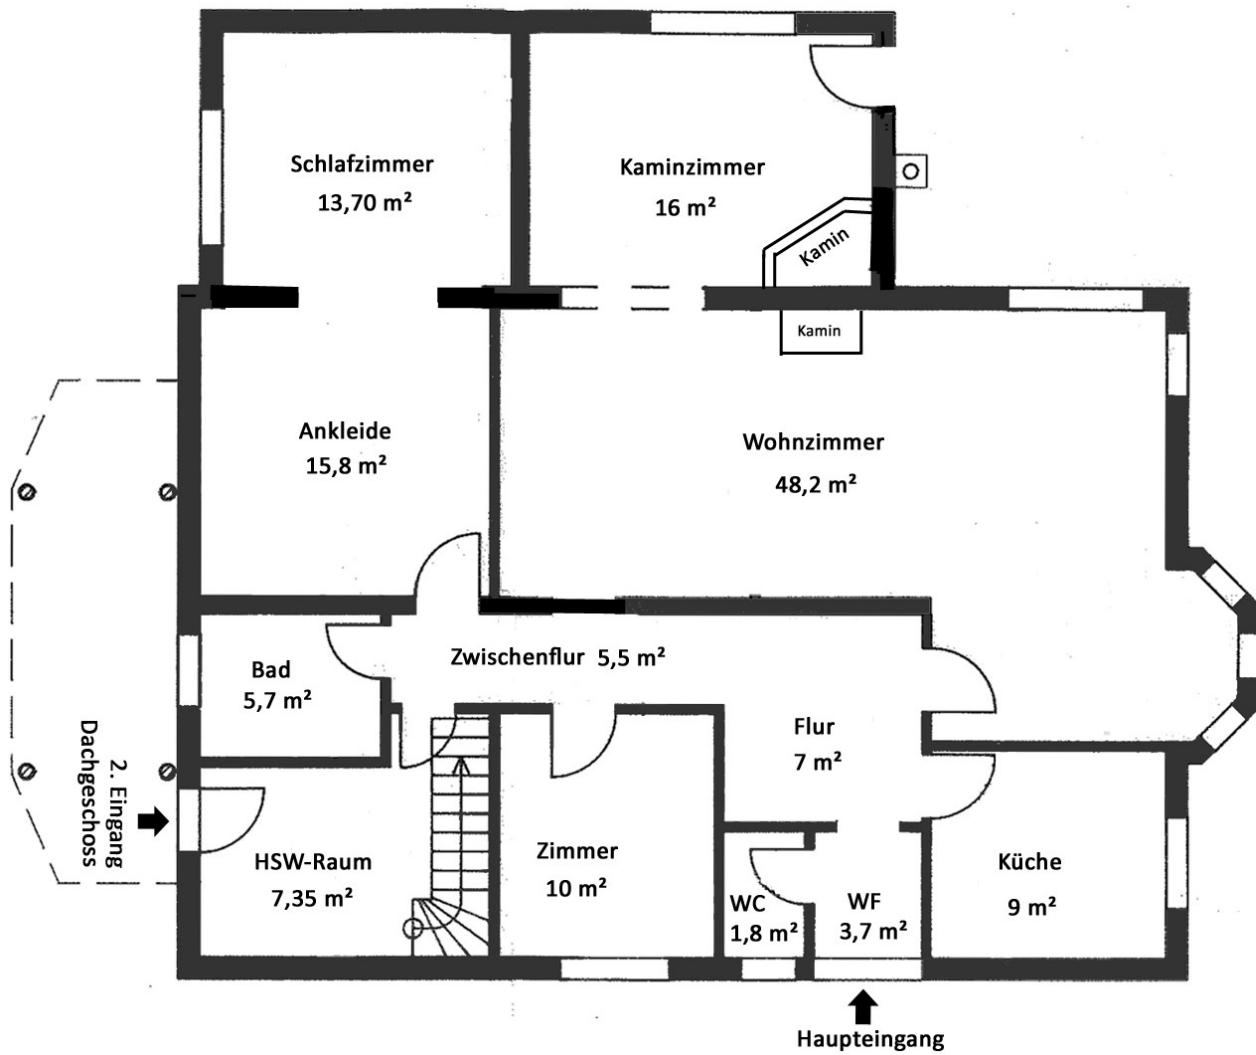 Schlafzimmer
13,70 m²
Kaminzimmer
16 m²
Kamin
Kamin
Ankleide
15,8 m²
Wohnzimmer
48,2 m²
Bad
5,7 m²
Zwischenflur 5,5 m²
Flur
7 m²
2. Eingang
Dachgeschoss
HSW-Raum
7,35 m²
Zimmer
10 m²
WC
1,8 m²
WF
3,7 m²
Küche
9 m²
Haupteingang